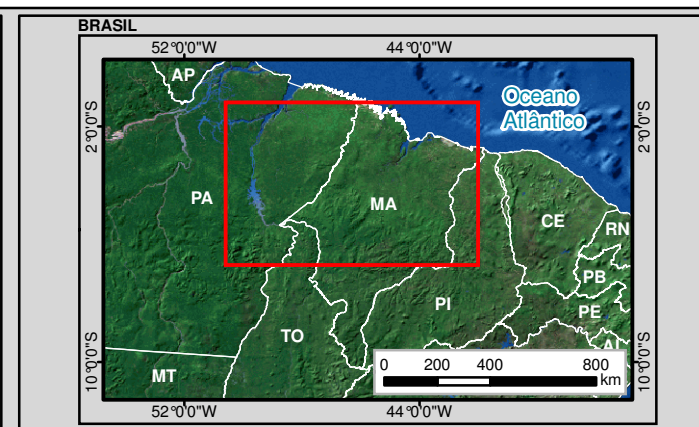 BRASIL
52°0'0"W
44°0'0"W
AP
Oceano
Atlântico
2°0'0"S
2°0'0"S
PA
MA
CE
RN
PB
PI
PE
TO
AL
10°0'0"S
10°0'0"S
MT
0 200 400 800
km
52°0'0"W
44°0'0"W